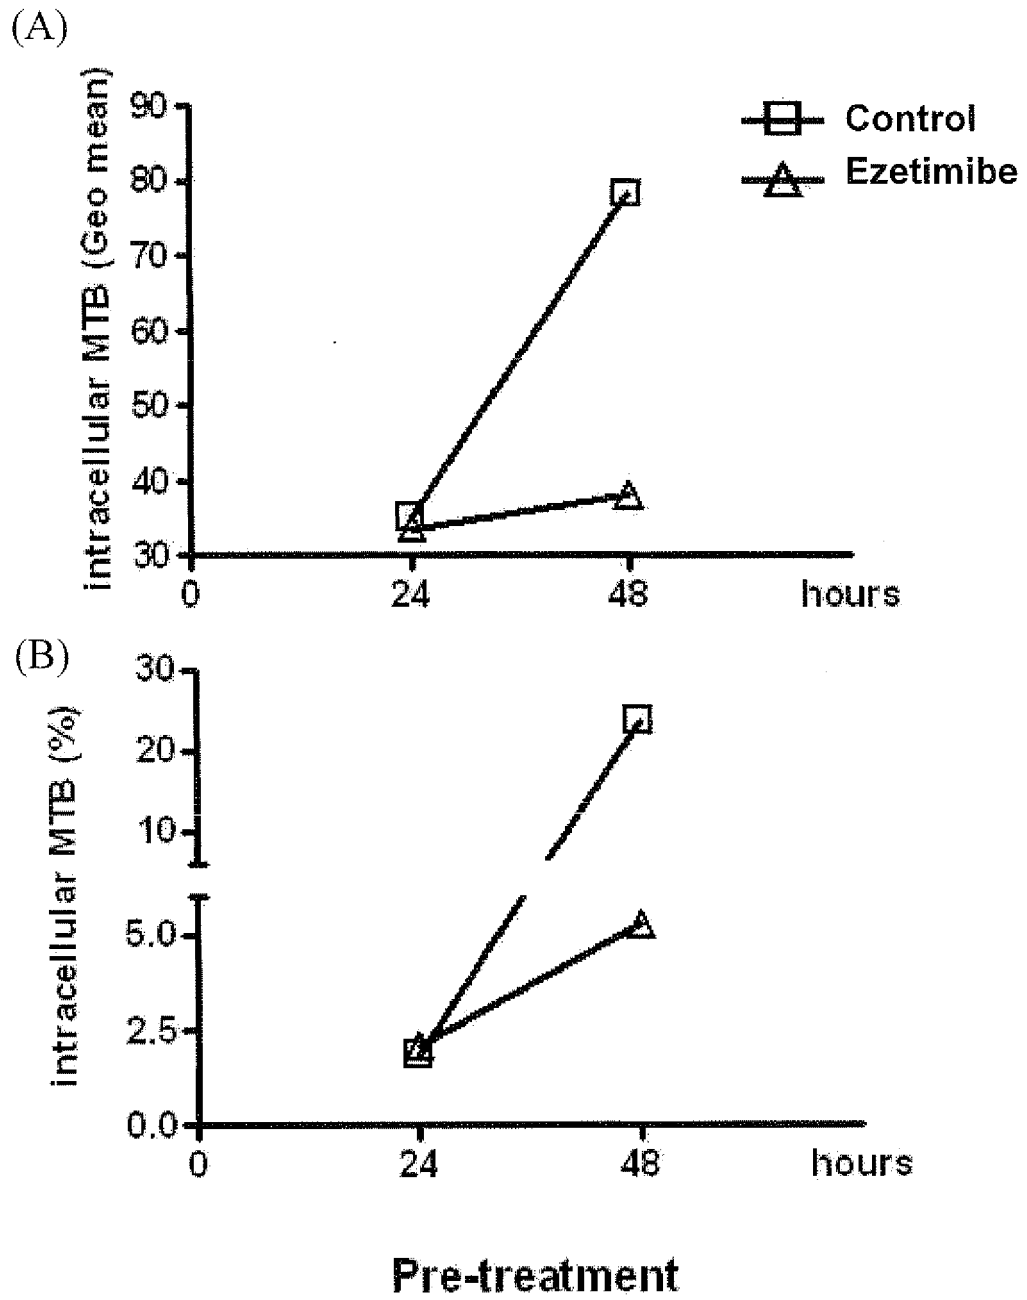 (A)
intracellular MTB (Geo mean)
90
80
70
60
50
40
30
0
24
48
hours
Control
Ezetimibe
(B)
intracellular MTB (%)
30
20
10
5.0
2.5
0.0
0
24
48
hours
Pre-treatment